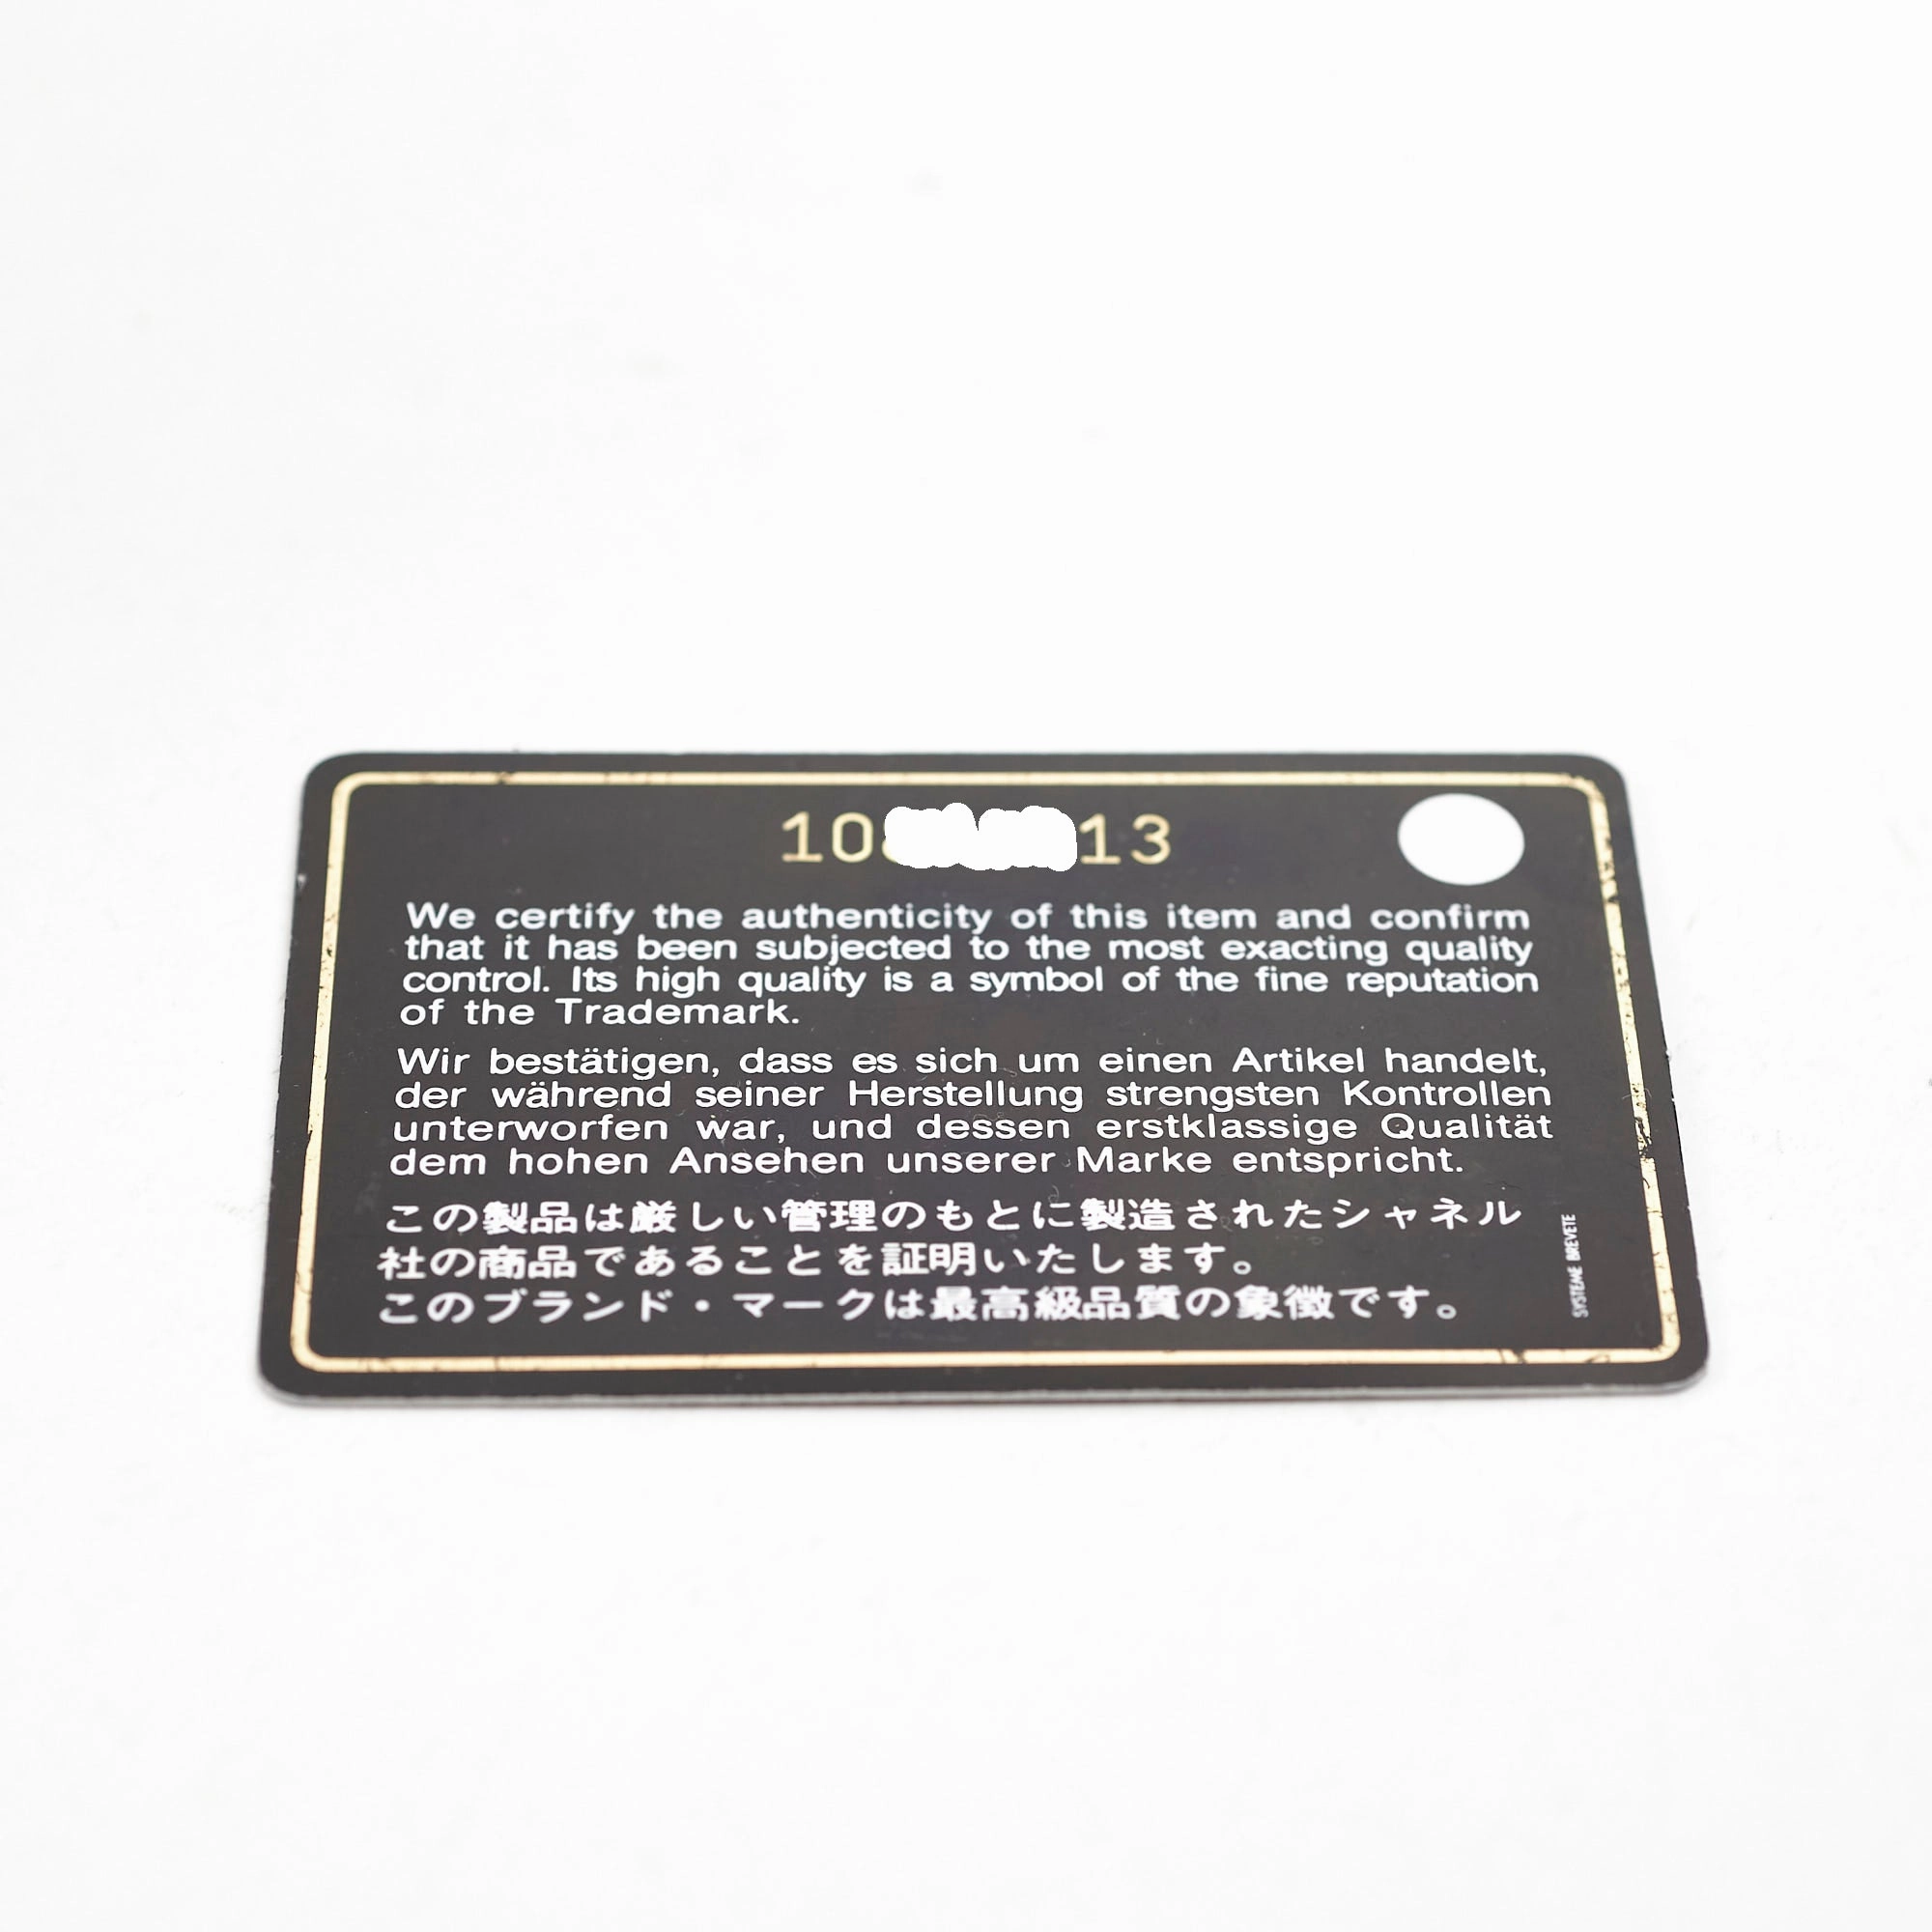 10 13
We certify the authenticity of this item and confirm
that it has been subjected to the most exacting quality
control. Its high quality is a symbol of the fine reputation
of the Trademark.
Wir bestätigen, dass es sich um einen Artikel handelt,
der während seiner Herstellung strengsten Kontrollen
unterworfen war, und dessen erstklassige Qualität
dem hohen Ansehen unserer Marke entspricht.
この製品は厳しい管理のもとに製造されたシャネル
社の商品であることを証明いたします。
このブランド・マークは最高級品質の象徴です。
SYSTEME BREVETE